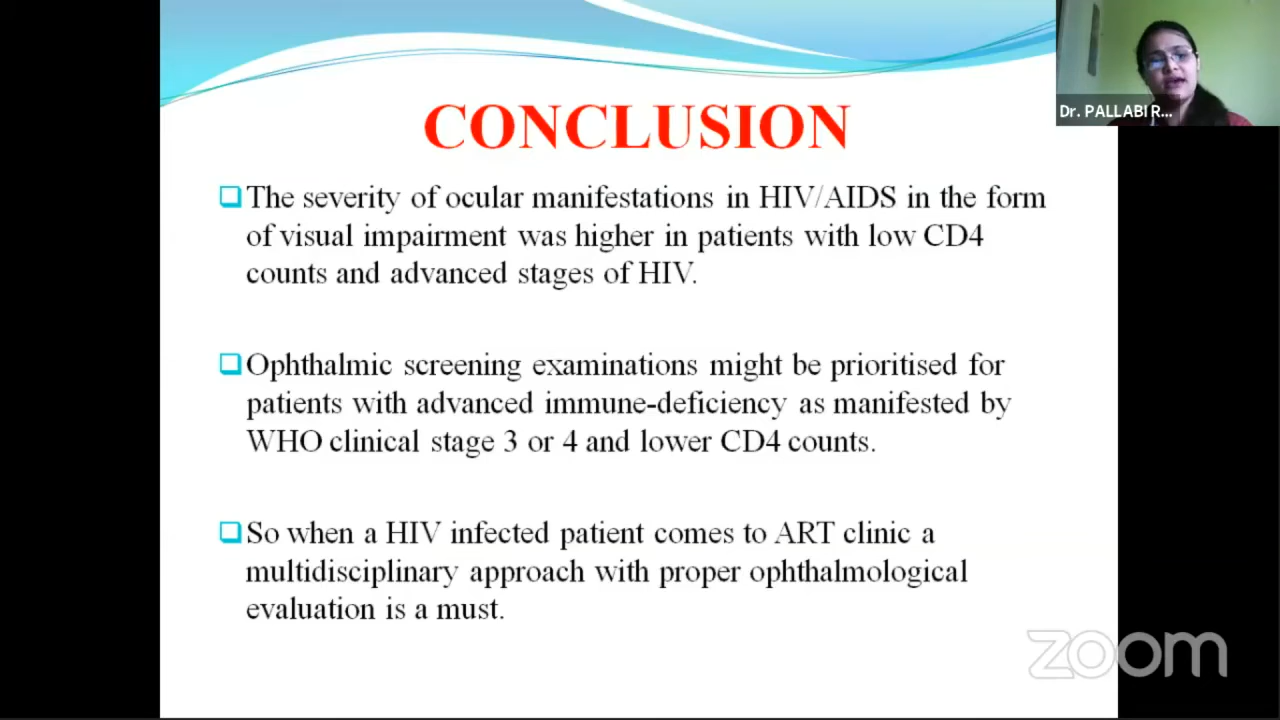 Dr. PALLABI R...
CONCLUSION
The severity of ocular manifestations in HIV/AIDS in the form
of visual impairment was higher in patients with low CD4
counts and advanced stages of HIV.
Ophthalmic screening examinations might be prioritised for
patients with advanced immune-deficiency as manifested by
WHO clinical stage 3 or 4 and lower CD4 counts.
So when a HIV infected patient comes to ART clinic a
multidisciplinary approach with proper ophthalmological
evaluation is a must.
zoom